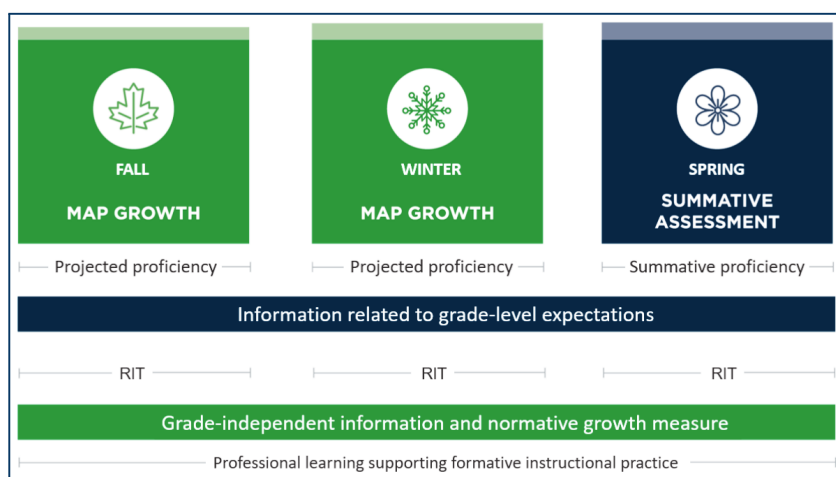 FALL
MAP GROWTH
WINTER
MAP GROWTH
SPRING
SUMMATIVE
ASSESSMENT
Projected proficiency
Projected proficiency
Summative proficiency
Information related to grade-level expectations
RIT
RIT
RIT
Grade-independent information and normative growth measure
Professional learning supporting formative instructional practice